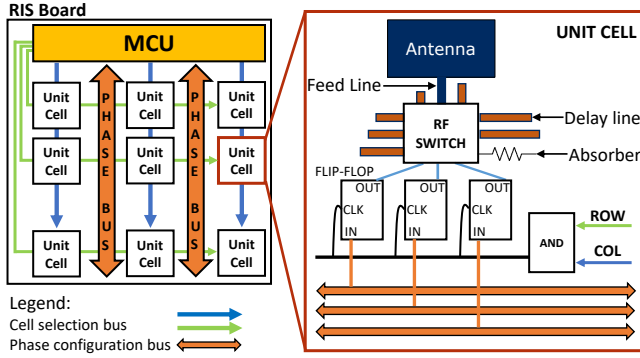 RIS Board
MCU
Unit
Cell
Unit
Cell
Unit
Cell
Unit
Cell
Unit
Cell
Unit
Cell
Unit
Cell
Unit
Cell
Unit
Cell
PHASE BUS
PHASE BUS
Legend:
Cell selection bus
Phase configuration bus
UNIT CELL
Antenna
Feed Line
RF
SWITCH
Delay line
Absorber
FLIP-FLOP
OUT
CLK
IN
OUT
CLK
IN
OUT
CLK
IN
AND
ROW
COL